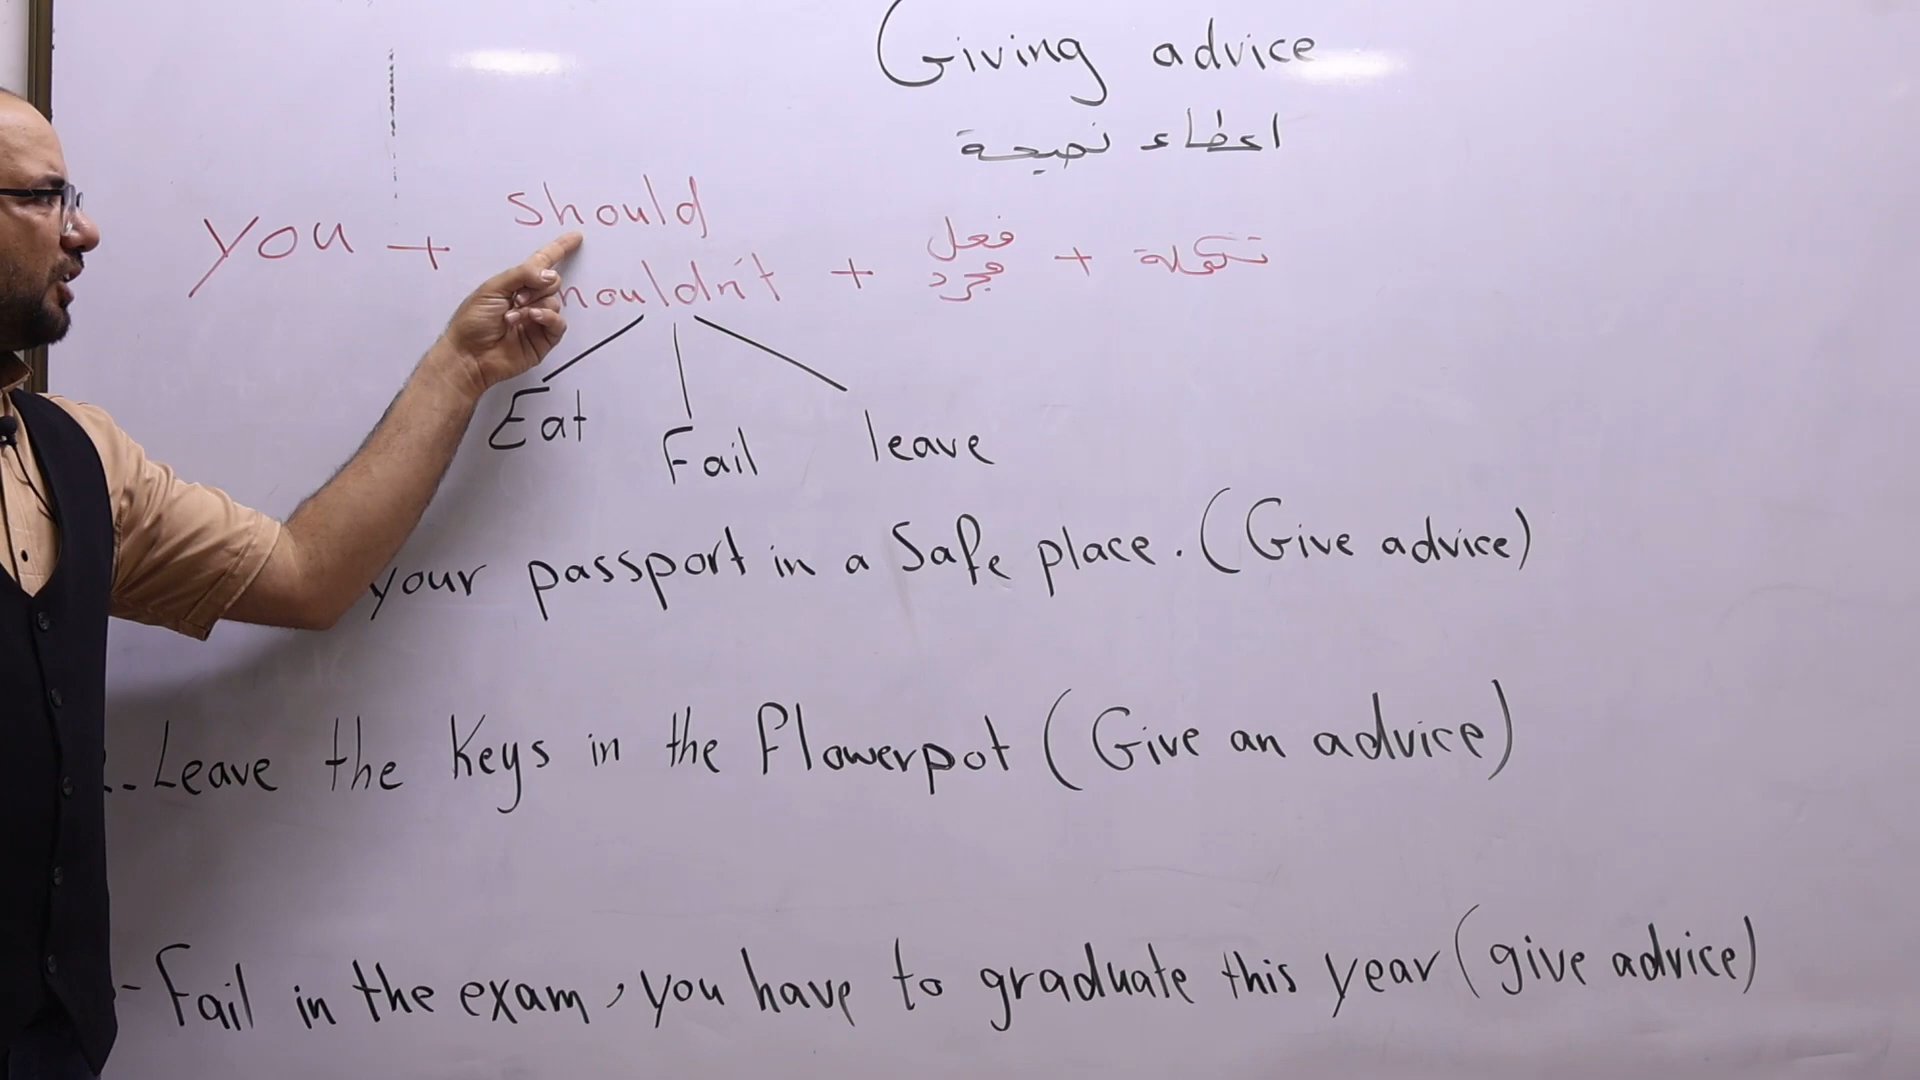 Giving advice
اعطاء نصيحة
you + should
houldn't + فعل مجرد + تكملة
Eat Fail leave
your passport in a safe place. (Give advice)
.- Leave the Keys in the flowerpot (Give an advice)
- Fail in the exam, you have to graduate this year (give advice)